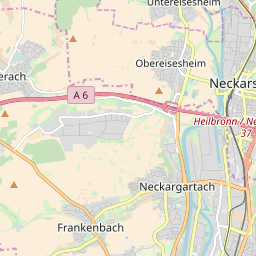 Untereisesheim
Obereisesheim
erach
Neckars
A 6
Heilbronn / Ne
37
Neckargartach
Frankenbach